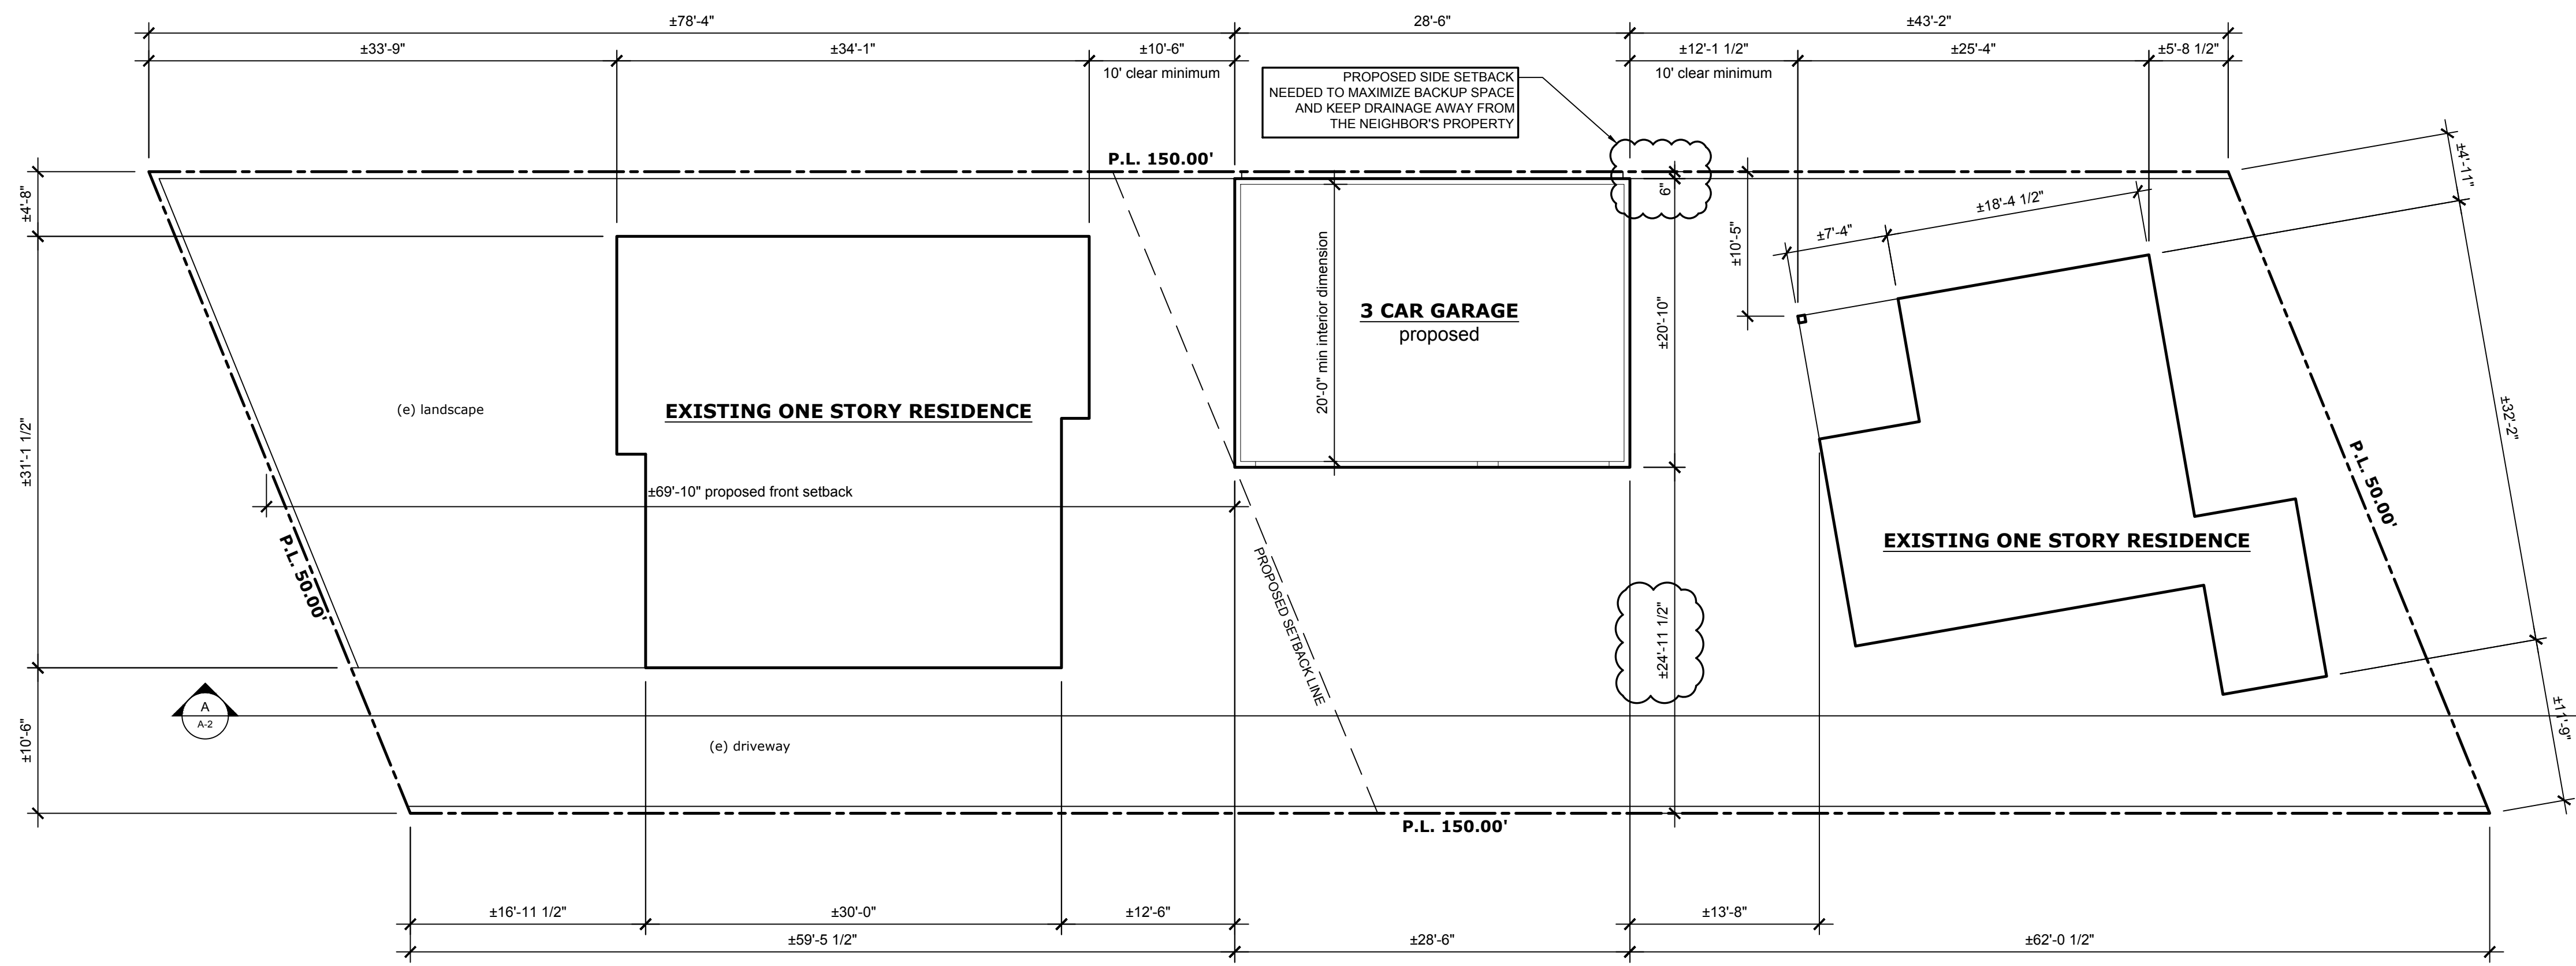 ±78'-4"
28'-6"
±43'-2"
±33'-9"
±34'-1"
±10'-6"
±12'-1 1/2"
±25'-4"
±5'-8 1/2"
10' clear minimum
10' clear minimum
PROPOSED SIDE SETBACK
NEEDED TO MAXIMIZE BACKUP SPACE
AND KEEP DRAINAGE AWAY FROM
THE NEIGHBOR'S PROPERTY
P.L. 150.00'
±4'-11"
±4'-8"
6"
±18'-4 1/2"
±7'-4"
±10'-5"
20'-0" min interior dimension
3 CAR GARAGE
proposed
±20'-10"
(e) landscape
EXISTING ONE STORY RESIDENCE
±31'-1 1/2"
±32'-2"
±69'-10" proposed front setback
P.L. 50.00'
P.L. 50.00'
EXISTING ONE STORY RESIDENCE
PROPOSED SETBACK LINE
±24'-11 1/2"
A
A-2
±10'-6"
(e) driveway
±11'-9"
P.L. 150.00'
±16'-11 1/2"
±30'-0"
±12'-6"
±13'-8"
±59'-5 1/2"
±28'-6"
±62'-0 1/2"